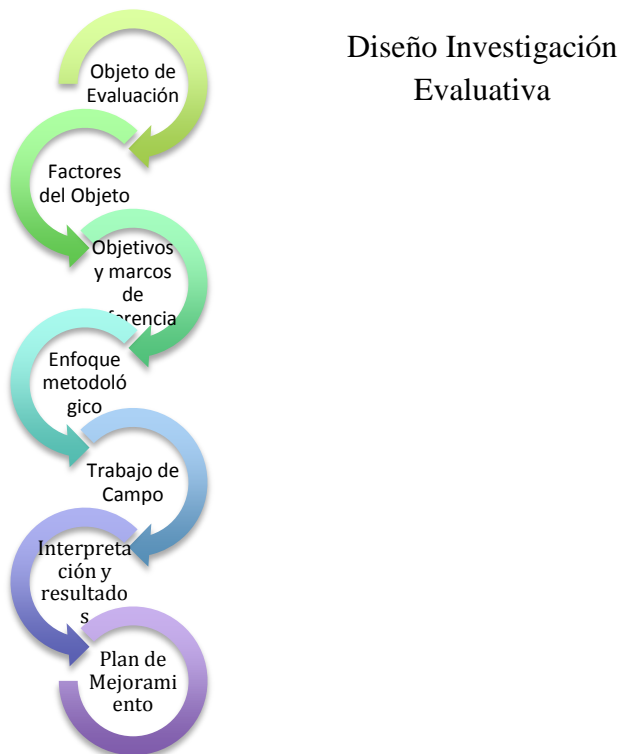 Diseño Investigación
Evaluativa
Objeto de
Evaluación
Factores
del Objeto
Objetivos
y marcos
de
ferencia
Enfoque
metodoló
gico
Trabajo de
Campo
Interpreta
ción y
resultado
s
Plan de
Mejorami
ento